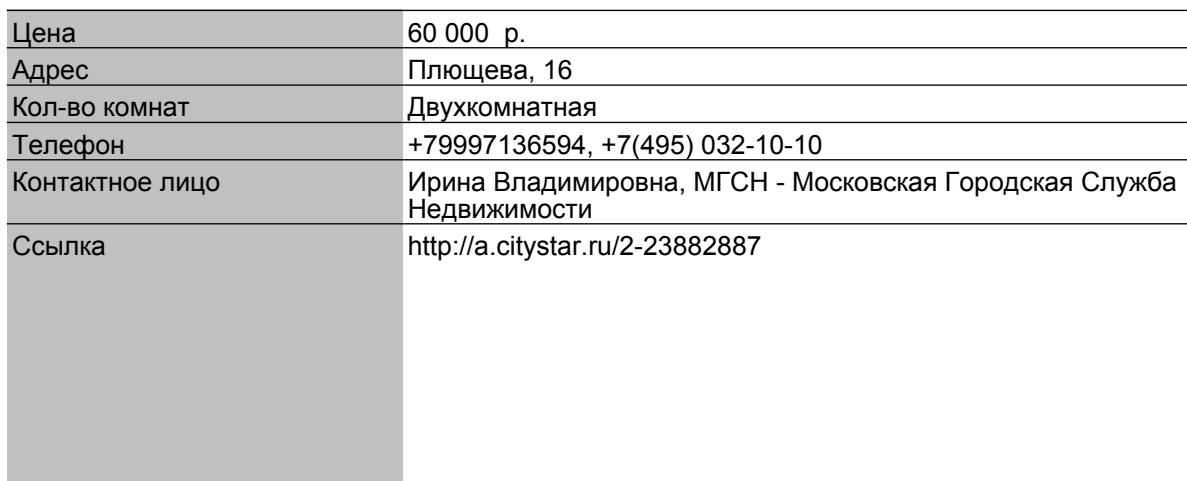 Цена 60 000 р.
Адрес Плющева, 16
Кол-во комнат Двухкомнатная
Телефон +79997136594, +7(495) 032-10-10
Контактное лицо Ирина Владимировна, МГСН - Московская Городская Служба
Недвижимости
Ссылка http://a.citystar.ru/2-23882887